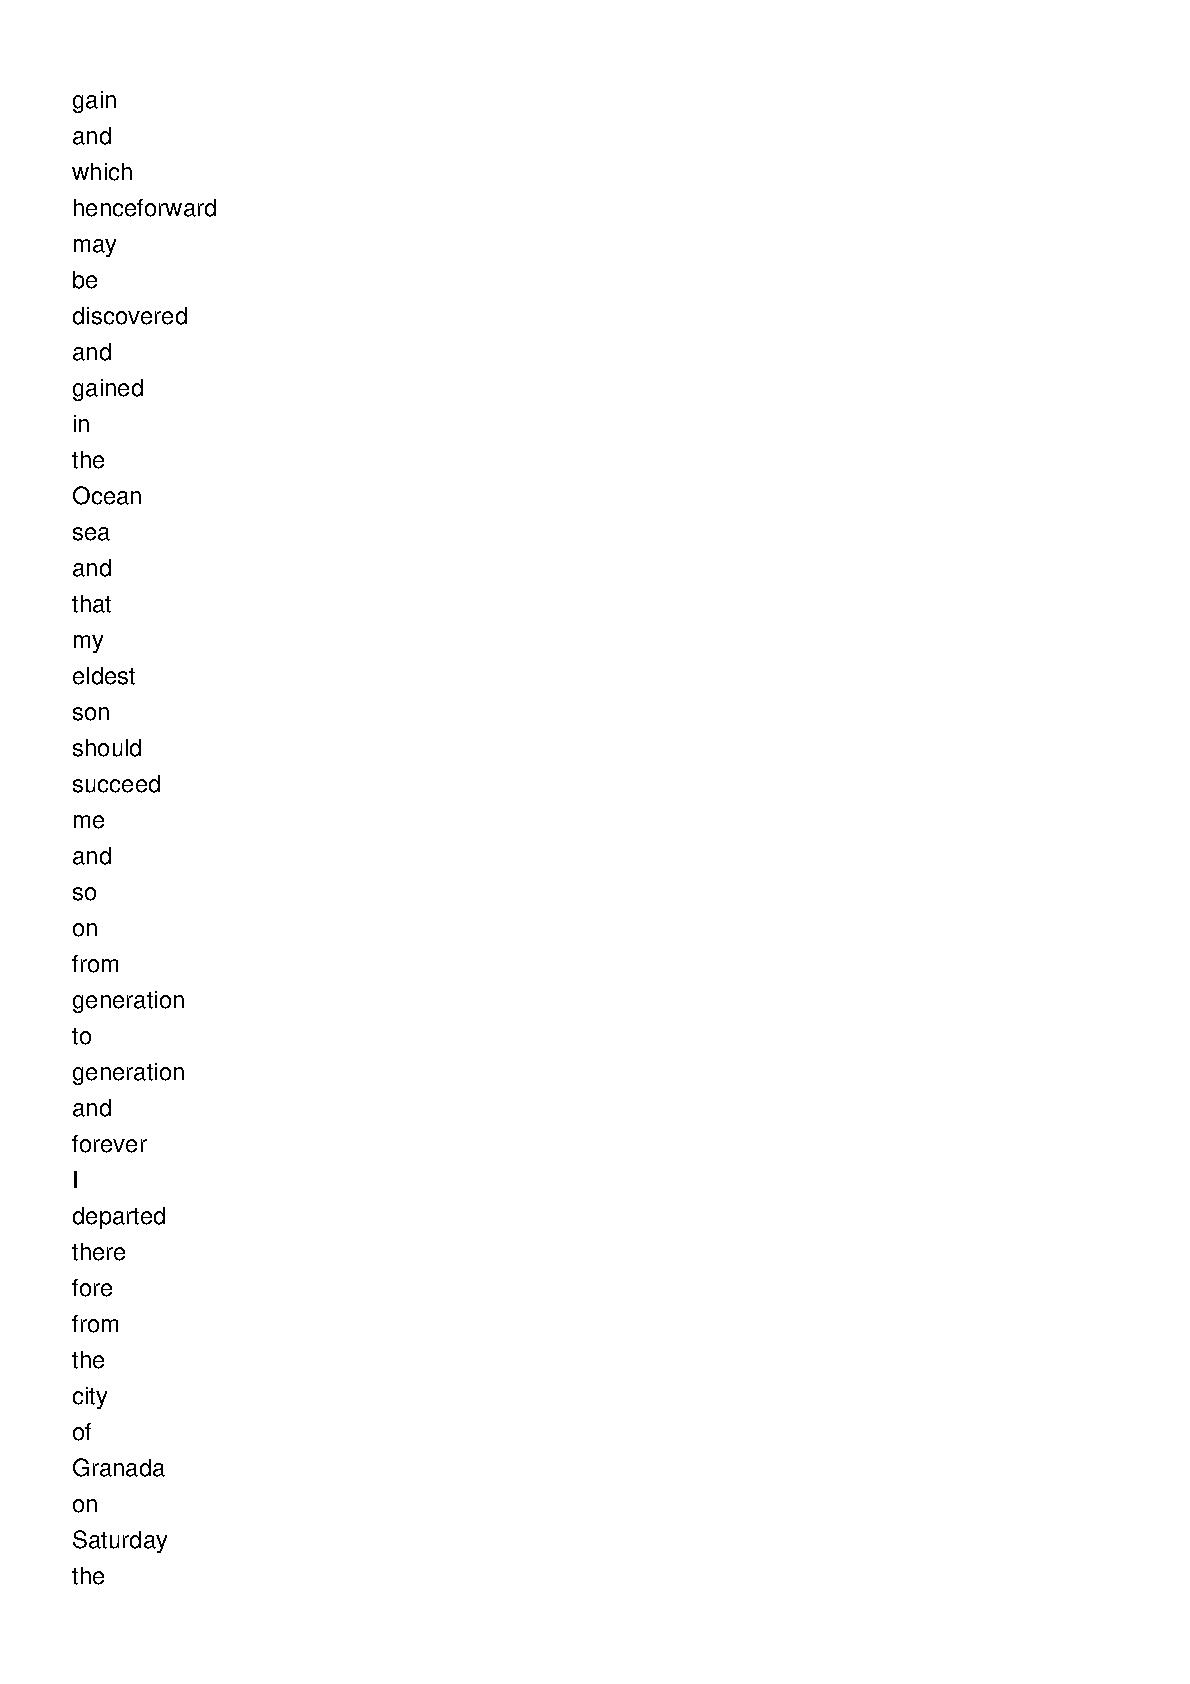 gain
and
which
henceforward
may
be
discovered
and
gained
in
the
Ocean
sea
and
that
my
eldest
son
should
succeed
me
and
so
on
from
generation
to
generation
and
forever
I
departed
there
fore
from
the
city
of
Granada
on
Saturday
the